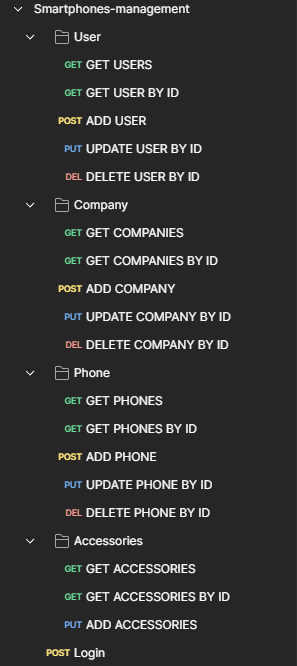 Smartphones-management
User
GET GET USERS
GET GET USER BY ID
POST ADD USER
PUT UPDATE USER BY ID
DEL DELETE USER BY ID
Company
GET GET COMPANIES
GET GET COMPANIES BY ID
POST ADD COMPANY
PUT UPDATE COMPANY BY ID
DEL DELETE COMPANY BY ID
Phone
GET GET PHONES
GET GET PHONES BY ID
POST ADD PHONE
PUT UPDATE PHONE BY ID
DEL DELETE PHONE BY ID
Accessories
GET GET ACCESSORIES
GET GET ACCESSORIES BY ID
PUT ADD ACCESSORIES
POST Login